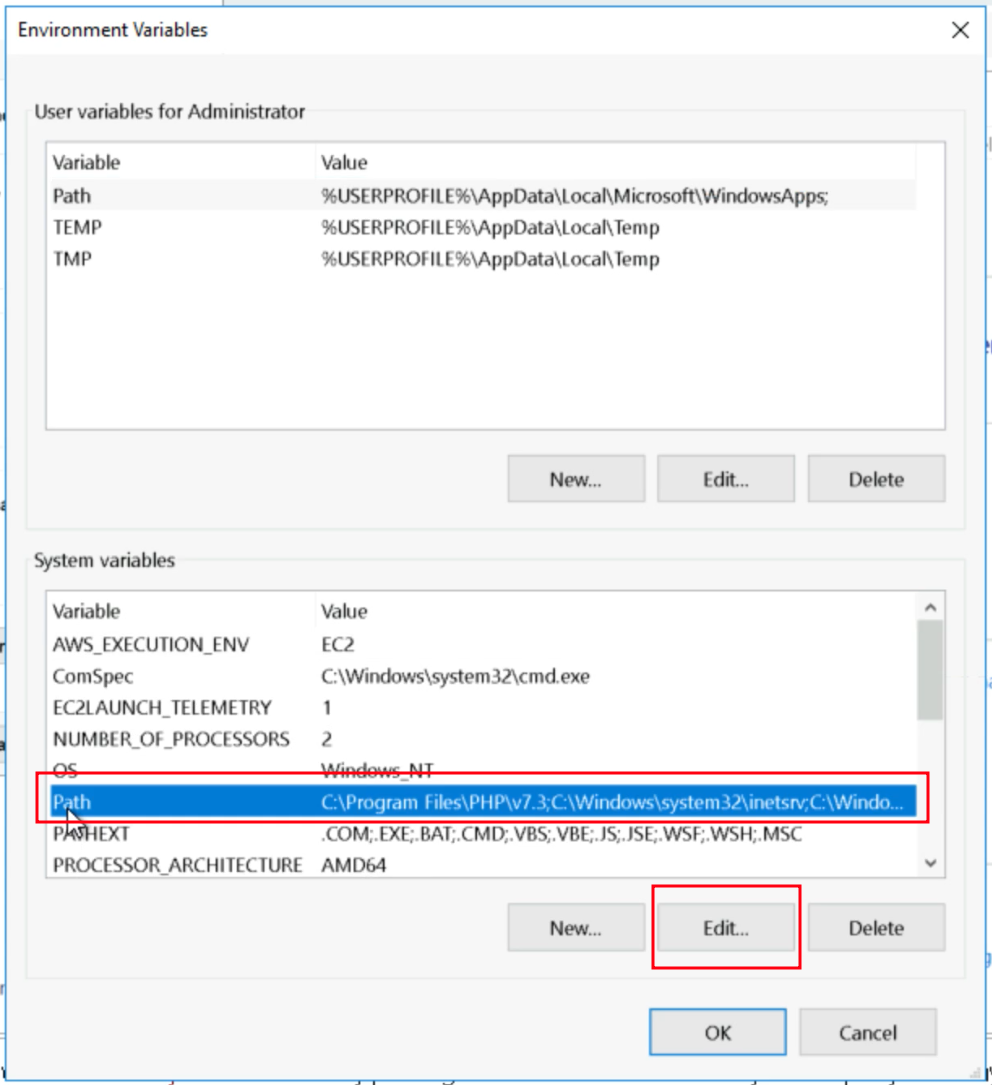 Environment Variables
User variables for Administrator
Variable Value
Path %USERPROFILE%\AppData\Local\Microsoft\WindowsApps;
TEMP %USERPROFILE%\AppData\Local\Temp
TMP %USERPROFILE%\AppData\Local\Temp
New... Edit... Delete
System variables
Variable Value
AWS_EXECUTION_ENV EC2
ComSpec C:\Windows\system32\cmd.exe
EC2LAUNCH_TELEMETRY 1
NUMBER_OF_PROCESSORS 2
OS Windows_NT
Path C:\Program Files\PHP\v7.3;C:\Windows\system32\inetsrv;C:\Windo...
PATHEXT .COM;.EXE;.BAT;.CMD;.VBS;.VBE;.JS;.JSE;.WSF;.WSH;.MSC
PROCESSOR_ARCHITECTURE AMD64
New... Edit... Delete
OK Cancel